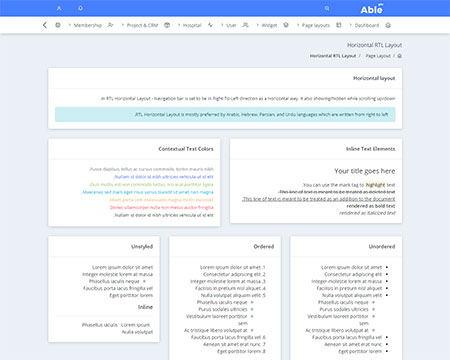 Able pro
Dashboard
Page layouts
Widget
User
Hospital
Project & CRM
Membership
Horizontal RTL Layout
Page Layout / Horizontal RTL Layout
Horizontal layout
In RTL Horizontal Layout - Navigation bar is set to be in Right-To-Left direction as a horizontal way. It also showing/hidden while scrolling up/down
RTL Horizontal Layout is mostly preferred by Arabic, Hebrew, Persian, and Urdu languages which are written from right to left.
Inline Text Elements
Your title goes here
You can use the mark tag to highlight text.
This line of text is meant to be treated as deleted text.
This line of text is meant to be treated as an addition to the document.
rendered as bold text
rendered as italicized text
Contextual Text Colors
Fusce dapibus, tellus ac cursus commodo, tortor mauris nibh.
Nullam id dolor id nibh ultricies vehicula ut id elit.
Duis mollis, est non commodo luctus, nisi erat porttitor ligula.
Maecenas sed diam eget risus varius blandit sit amet non magna.
Etiam porta sem malesuada magna mollis euismod.
Donec ullamcorper nulla non metus auctor fringilla.
Nullam id dolor id nibh ultricies vehicula ut id elit.
Unordered
Lorem ipsum dolor sit amet
Consectetur adipiscing elit
Integer molestie lorem at massa
Facilisis in pretium nisl aliquet
Nulla volutpat aliquam velit
Phasellus iaculis neque
Purus sodales ultricies
Vestibulum laoreet porttitor
sem
Ac tristique libero volutpat at
Faucibus porta lacus fringilla vel
Aenean sit amet erat nunc
Eget porttitor lorem
Ordered
1. Lorem ipsum dolor sit amet
2. Consectetur adipiscing elit
3. Integer molestie lorem at massa
4. Facilisis in pretium nisl aliquet
5. Nulla volutpat aliquam velit
Phasellus iaculis neque
Purus sodales ultricies
Vestibulum laoreet porttitor
sem
Ac tristique libero volutpat at
6. Faucibus porta lacus fringilla vel
7. Aenean sit amet erat nunc
8. Eget porttitor lorem
Unstyled
Lorem ipsum dolor sit amet
Integer molestie lorem at massa
Phasellus iaculis neque
Faucibus porta lacus fringilla vel
Eget porttitor lorem
Inline
Lorem ipsum
Phasellus iaculis
Nulla volutpat